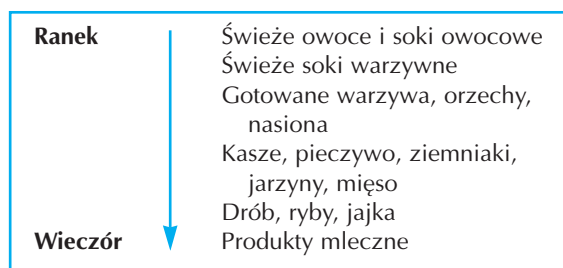 Ranek Świeże owoce i soki owocowe
Świeże soki warzywne
Gotowane warzywa, orzechy,
nasiona
Kasze, pieczywo, ziemniaki,
jarzyny, mięso
Drób, ryby, jajka
Wieczór Produkty mleczne